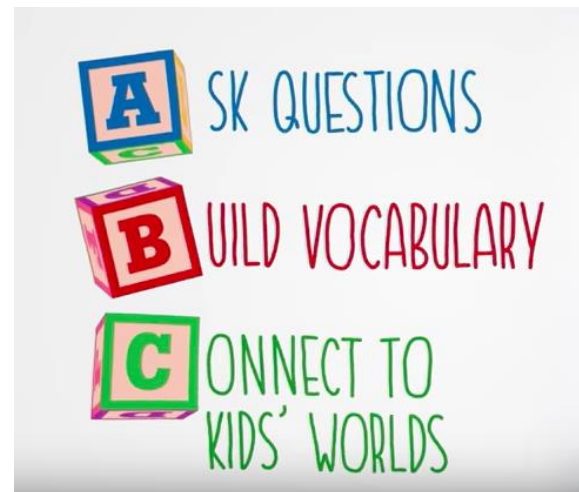 ASK QUESTIONS
BUILD VOCABULARY
CONNECT TO
KIDS' WORLDS